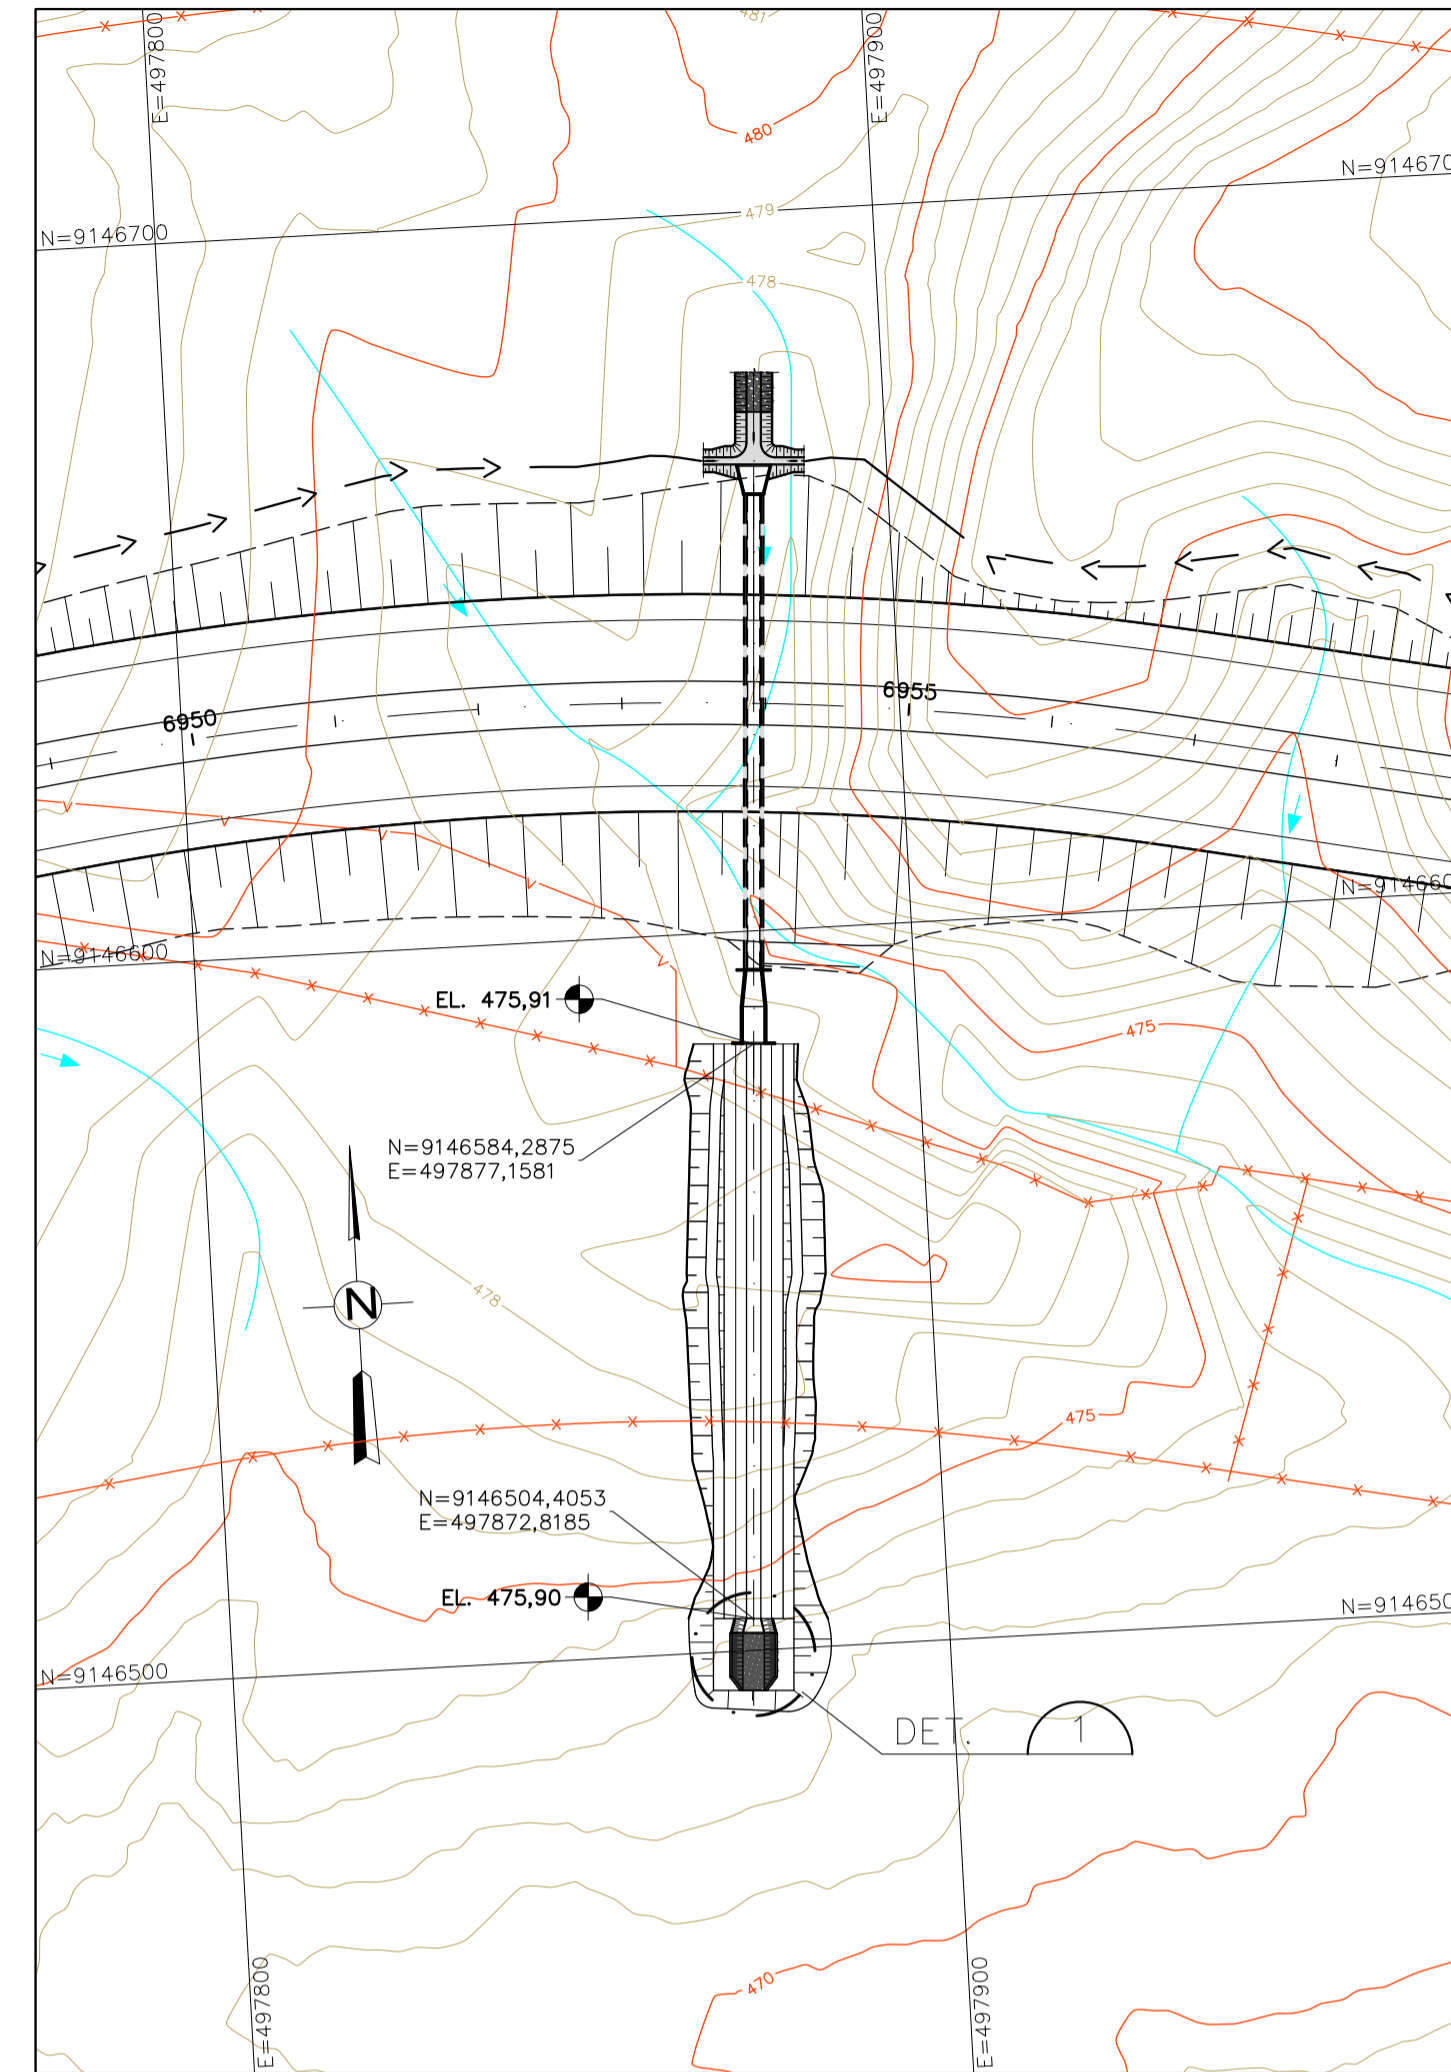 481
E=497800
E=497900
480
N=9146700
N=914670
479
478
6950
6955
V
V
V
V
V
N=914660
N=9146600
EL. 475,91
475
N=9146584,2875
E=497877,1581
478
N
475
N=9146504,4053
E=497872,8185
EL. 475,90
N=914650
N=9146500
DET. 1
470
E=497800
E=497900